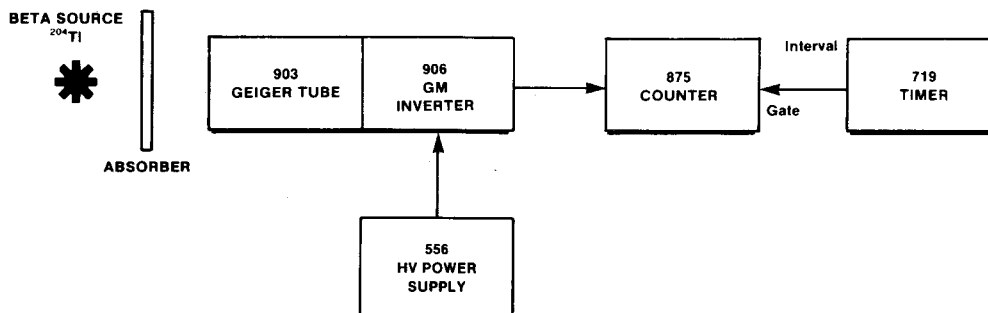 BETA SOURCE
²⁰⁴Tl
ABSORBER
903
GEIGER TUBE
906
GM
INVERTER
556
HV POWER
SUPPLY
875
COUNTER
Interval
Gate
719
TIMER